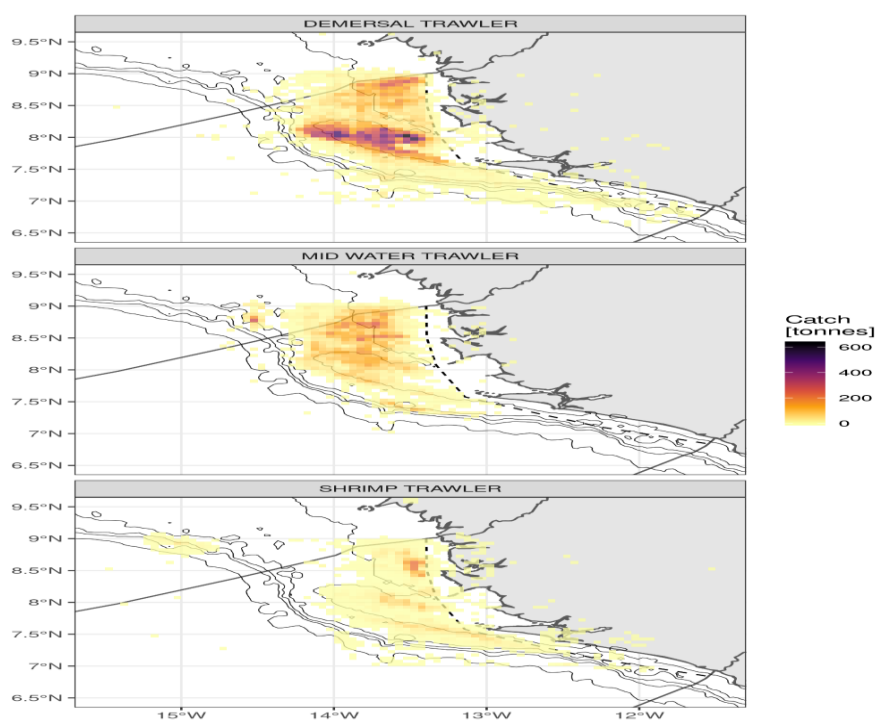 DEMERSAL TRAWLER
9.5°N
9°N
8.5°N
8°N
7.5°N
7°N
6.5°N
MID WATER TRAWLER
9.5°N
9°N
8.5°N
8°N
7.5°N
7°N
6.5°N
Catch
[tonnes]
600
400
200
0
SHRIMP TRAWLER
9.5°N
9°N
8.5°N
8°N
7.5°N
7°N
6.5°N
15°W 14°W 13°W 12°W